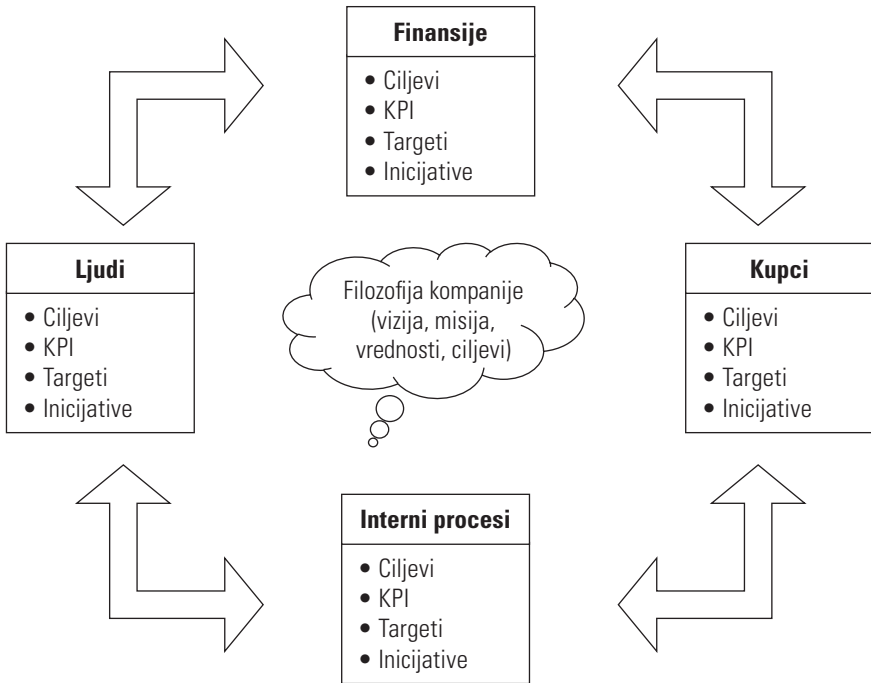 Finansije
• Ciljevi
• KPI
• Targeti
• Inicijative
Ljudi
• Ciljevi
• KPI
• Targeti
• Inicijative
Filozofija kompanije
(vizija, misija,
vrednosti, ciljevi)
Kupci
• Ciljevi
• KPI
• Targeti
• Inicijative
Interni procesi
• Ciljevi
• KPI
• Targeti
• Inicijative